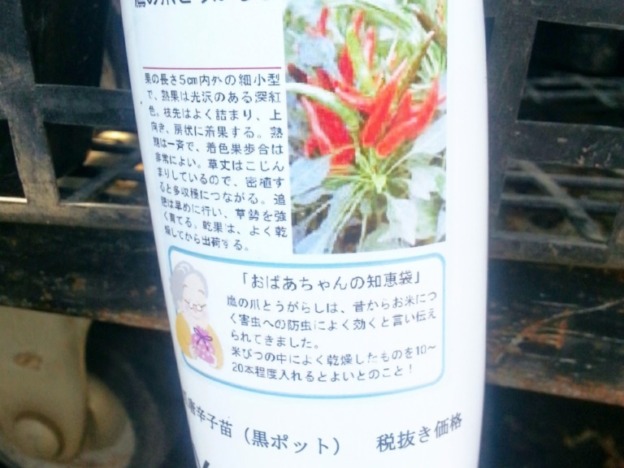 鷹の爪とうがらし
果の長さ5cm内外の細小型
で、熟果は光沢のある深紅
色。枝先はよく詰まり、上
向き、房状に着果する。熟
期は一斉で、着色果歩合は
非常によい。草丈はこじん
まりしているので、密植す
ると多収穫につながる。追
肥は早めに行い、草勢を強
く育てる。乾果は、よく乾
燥してから出荷する。
「おばあちゃんの知恵袋」
鷹の爪とうがらしは、昔からお米につ
く害虫への防虫によく効くと言い伝え
られてきました。
米びつの中によく乾燥したものを10～
20本程度入れるとよいとのこと！
唐辛子苗（黒ポット） 税抜き価格